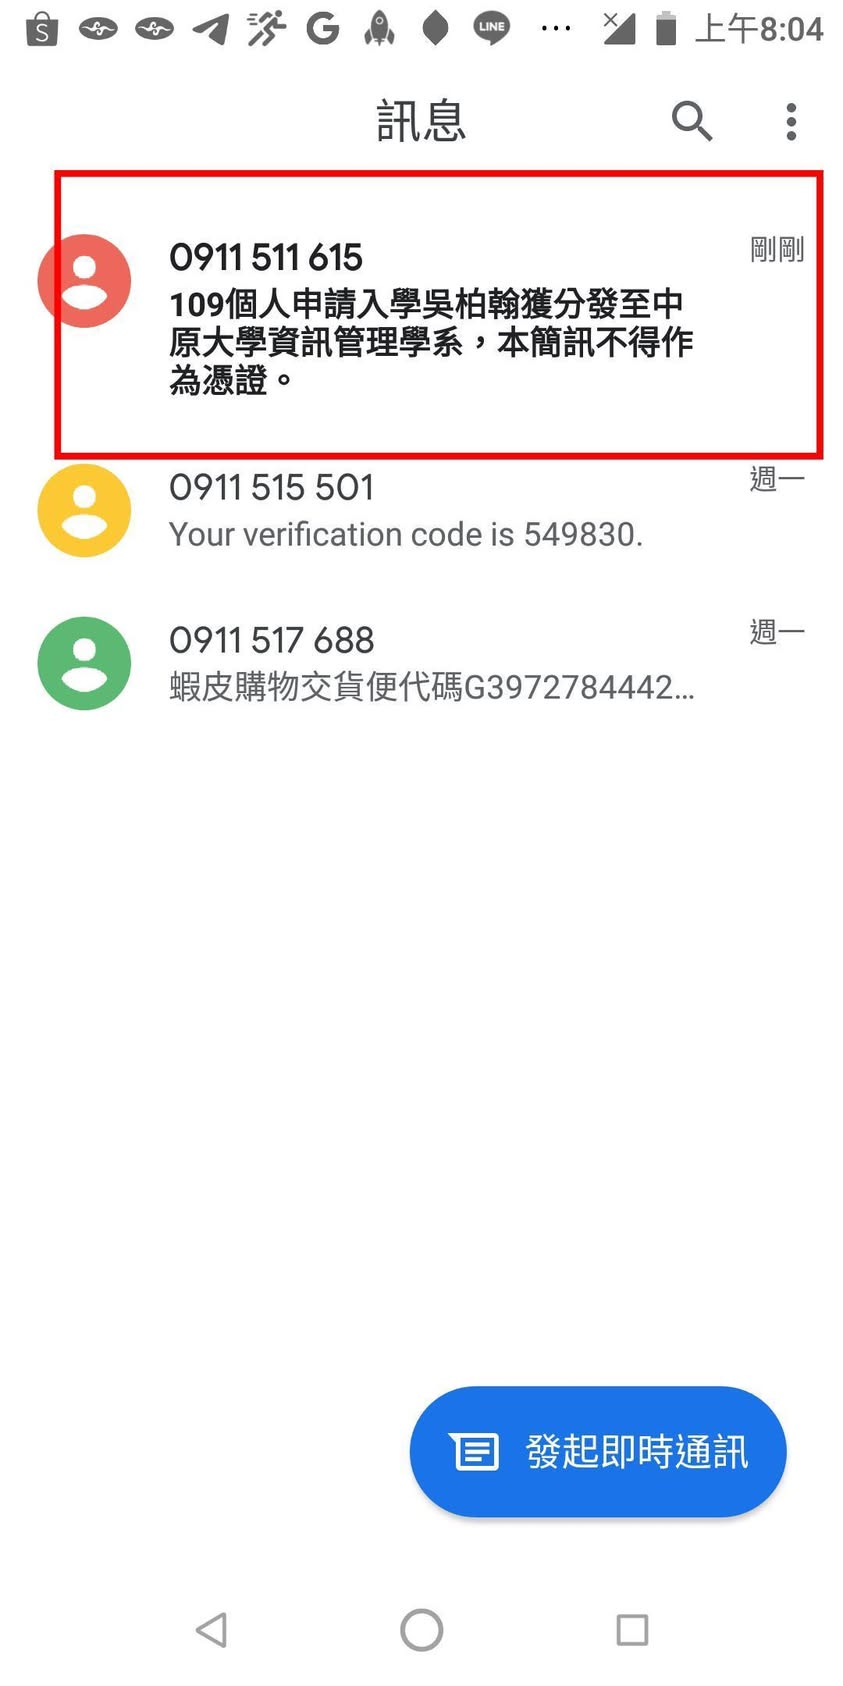 S
G
LINE
上午8:04
訊息
0911 511 615
剛剛
109個人申請入學吳柏翰獲分發至中
原大學資訊管理學系，本簡訊不得作
為憑證。
0911 515 501
週一
Your verification code is 549830.
0911 517 688
週一
蝦皮購物交貨便代碼G3972784442...
發起即時通訊